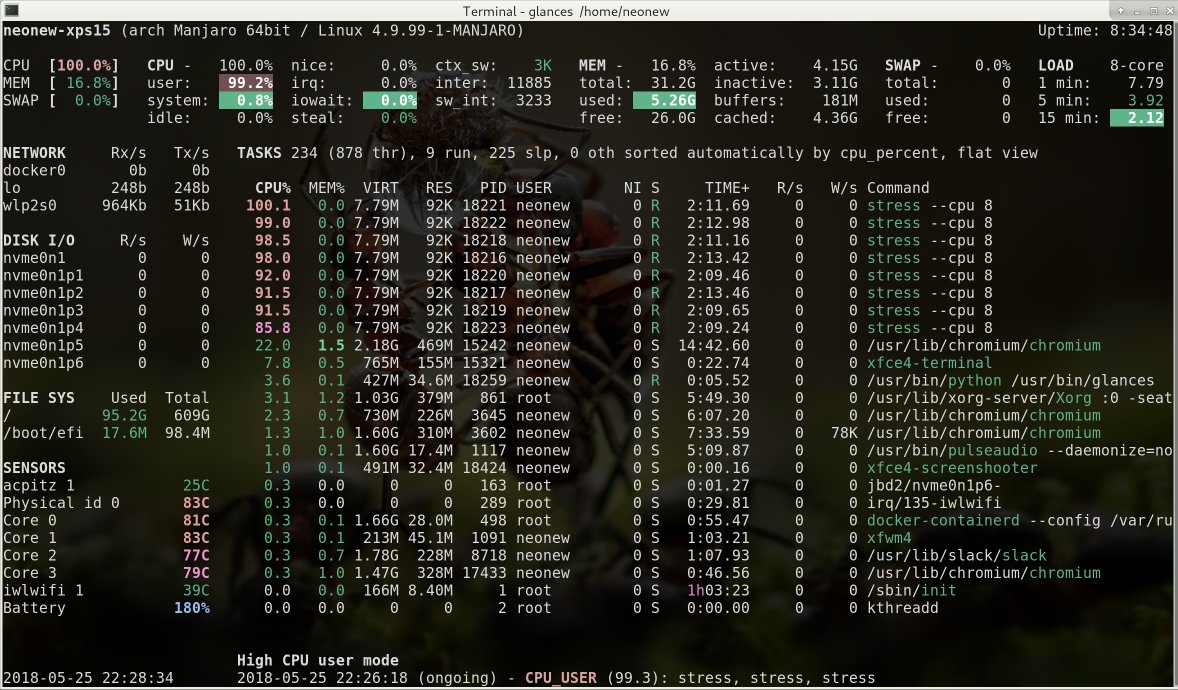 Terminal - glances /home/neonew
neonew-xps15 (arch Manjaro 64bit / Linux 4.9.99-1-MANJARO) Uptime: 8:34:48
CPU [100.0%] CPU - 100.0% nice: 0.0% ctx_sw: 3K MEM - 16.8% active: 4.15G SWAP - 0.0% LOAD 8-core
MEM [ 16.8%] user: 99.2% irq: 0.0% inter: 11885 total: 31.2G inactive: 3.11G total: 0 1 min: 7.79
SWAP [ 0.0%] system: 0.8% iowait: 0.0% sw_int: 3233 used: 5.26G buffers: 181M used: 0 5 min: 3.92
idle: 0.0% steal: 0.0% free: 26.0G cached: 4.36G free: 0 15 min: 2.12
NETWORK Rx/s Tx/s TASKS 234 (878 thr), 9 run, 225 slp, 0 oth sorted automatically by cpu_percent, flat view
docker0 0b 0b
lo 248b 248b CPU% MEM% VIRT RES PID USER NI S TIME+ R/s W/s Command
wlp2s0 964Kb 51Kb 100.1 0.0 7.79M 92K 18221 neonew 0 R 2:11.69 0 0 stress --cpu 8
99.0 0.0 7.79M 92K 18222 neonew 0 R 2:12.98 0 0 stress --cpu 8
DISK I/O R/s W/s 98.5 0.0 7.79M 92K 18218 neonew 0 R 2:11.16 0 0 stress --cpu 8
nvme0n1 0 0 98.0 0.0 7.79M 92K 18216 neonew 0 R 2:13.42 0 0 stress --cpu 8
nvme0n1p1 0 0 92.0 0.0 7.79M 92K 18220 neonew 0 R 2:09.46 0 0 stress --cpu 8
nvme0n1p2 0 0 91.5 0.0 7.79M 92K 18217 neonew 0 R 2:13.46 0 0 stress --cpu 8
nvme0n1p3 0 0 91.5 0.0 7.79M 92K 18219 neonew 0 R 2:09.65 0 0 stress --cpu 8
nvme0n1p4 0 0 85.8 0.0 7.79M 92K 18223 neonew 0 R 2:09.24 0 0 stress --cpu 8
nvme0n1p5 0 0 22.0 1.5 2.18G 469M 15242 neonew 0 S 14:42.60 0 0 /usr/lib/chromium/chromium
nvme0n1p6 0 0 7.8 0.5 765M 155M 15321 neonew 0 S 0:22.74 0 0 xfce4-terminal
3.6 0.1 427M 34.6M 18259 neonew 0 R 0:05.52 0 0 /usr/bin/python /usr/bin/glances
FILE SYS Used Total 3.1 1.2 1.03G 379M 861 root 0 S 5:49.30 0 0 /usr/lib/xorg-server/Xorg :0 -seat
/ 95.2G 609G 2.3 0.7 730M 226M 3645 neonew 0 S 6:07.20 0 0 /usr/lib/chromium/chromium
/boot/efi 17.6M 98.4M 1.3 1.0 1.60G 310M 3602 neonew 0 S 7:33.59 0 78K /usr/lib/chromium/chromium
1.0 0.1 1.60G 17.4M 1117 neonew 0 S 5:09.87 0 0 /usr/bin/pulseaudio --daemonize=no
SENSORS 1.0 0.1 491M 32.4M 18424 neonew 0 S 0:00.16 0 0 xfce4-screenshooter
acpitz 1 25C 0.3 0.0 0 0 163 root 0 S 0:01.27 0 0 jbd2/nvme0n1p6-
Physical id 0 83C 0.3 0.0 0 0 289 root 0 S 0:29.81 0 0 irq/135-iwlwifi
Core 0 81C 0.3 0.1 1.66G 28.0M 498 root 0 S 0:55.47 0 0 docker-containerd --config /var/ru
Core 1 83C 0.3 0.1 213M 45.1M 1091 neonew 0 S 1:03.21 0 0 xfwm4
Core 2 77C 0.3 0.7 1.78G 228M 8718 neonew 0 S 1:07.93 0 0 /usr/lib/slack/slack
Core 3 79C 0.3 1.0 1.47G 328M 17433 neonew 0 S 0:46.56 0 0 /usr/lib/chromium/chromium
iwlwifi 1 39C 0.0 0.0 166M 8.40M 1 root 0 S 1h03:23 0 0 /sbin/init
Battery 180% 0.0 0.0 0 0 2 root 0 S 0:00.00 0 0 kthreadd
High CPU user mode
2018-05-25 22:28:34 2018-05-25 22:26:18 (ongoing) - CPU_USER (99.3): stress, stress, stress